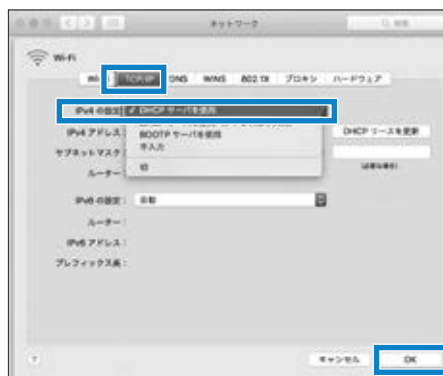 ネットワーク
検索
Wi-Fi
Wi-Fi TCP/IP DNS WINS 802.1X プロキシ ハードウェア
IPv4 の設定: ✓ DHCP サーバを使用
IPv4 アドレス: BOOTP サーバを使用 DHCP リースを更新
サブネットマスク: 手入力
ルーター: 切
IPv6 の設定: 自動
ルーター:
IPv6 アドレス:
プレフィックス長:
? キャンセル OK